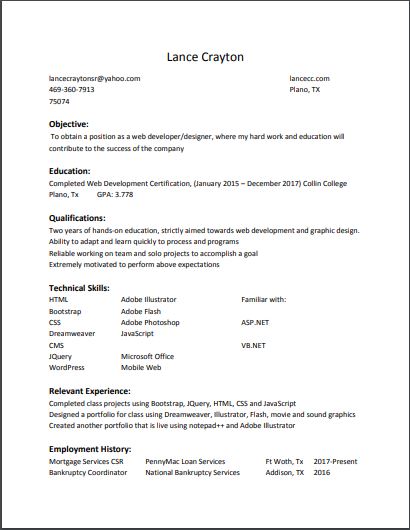 Lance Crayton
lancecraytonsr@yahoo.com lancecc.com
469-360-7913 Plano, TX
75074
Objective:
To obtain a position as a web developer/designer, where my hard work and education will
contribute to the success of the company
Education:
Completed Web Development Certification, (January 2015 – December 2017) Collin College
Plano, Tx GPA: 3.778
Qualifications:
Two years of hands-on education, strictly aimed towards web development and graphic design.
Ability to adapt and learn quickly to process and programs
Reliable working on team and solo projects to accomplish a goal
Extremely motivated to perform above expectations
Technical Skills:
HTML Adobe Illustrator Familiar with:
Bootstrap Adobe Flash
CSS Adobe Photoshop ASP.NET
Dreamweaver JavaScript
CMS VB.NET
JQuery Microsoft Office
WordPress Mobile Web
Relevant Experience:
Completed class projects using Bootstrap, JQuery, HTML, CSS and JavaScript
Designed a portfolio for class using Dreamweaver, Illustrator, Flash, movie and sound graphics
Created another portfolio that is live using notepad++ and Adobe Illustrator
Employment History:
Mortgage Services CSR PennyMac Loan Services Ft Woth, Tx 2017-Present
Bankruptcy Coordinator National Bankruptcy Services Addison, TX 2016